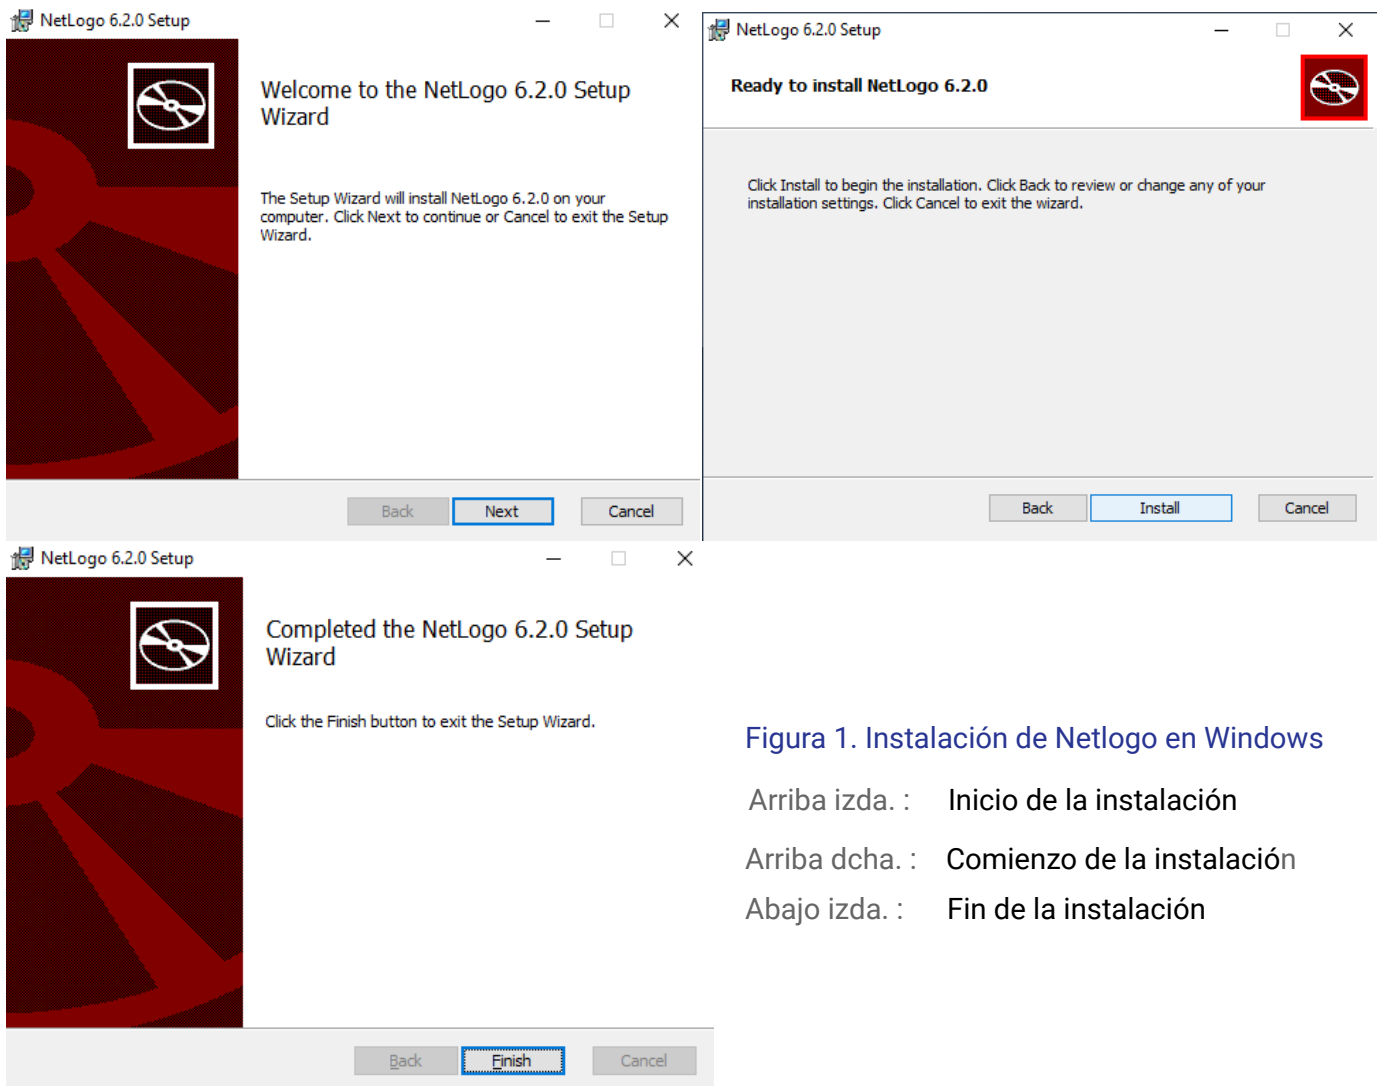 NetLogo 6.2.0 Setup
Welcome to the NetLogo 6.2.0 Setup
Wizard
The Setup Wizard will install NetLogo 6.2.0 on your
computer. Click Next to continue or Cancel to exit the Setup
Wizard.
Back Next Cancel
NetLogo 6.2.0 Setup
Ready to install NetLogo 6.2.0
Click Install to begin the installation. Click Back to review or change any of your
installation settings. Click Cancel to exit the wizard.
Back Install Cancel
NetLogo 6.2.0 Setup
Completed the NetLogo 6.2.0 Setup
Wizard
Click the Finish button to exit the Setup Wizard.
Back Finish Cancel
Figura 1. Instalación de Netlogo en Windows
Arriba izda. : Inicio de la instalación
Arriba dcha. : Comienzo de la instalación
Abajo izda. : Fin de la instalación